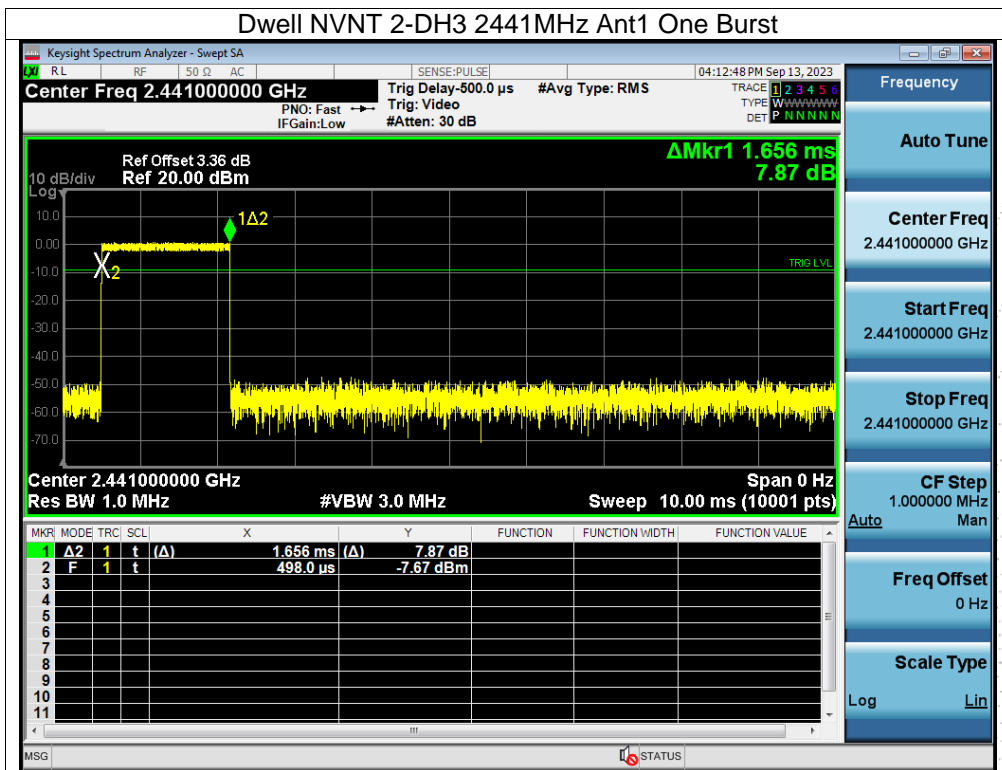 Dwell NVNT 2-DH3 2441MHz Ant1 One Burst
Keysight Spectrum Analyzer - Swept SA
LXI RL RF 50 Ω AC SENSE:PULSE 04:12:48 PM Sep 13, 2023
Center Freq 2.441000000 GHz Trig Delay-500.0 µs #Avg Type: RMS TRACE 1 2 3 4 5 6
PNO: Fast Trig: Video TYPE WWWWWW
IFGain:Low #Atten: 30 dB DET P N N N N N
Ref Offset 3.36 dB ΔMkr1 1.656 ms
10 dB/div Ref 20.00 dBm 7.87 dB
Log
10.0
1Δ2
0.00
TRIG LVL
2
-10.0
-20.0
-30.0
-40.0
-50.0
-60.0
-70.0
Center 2.441000000 GHz Span 0 Hz
Res BW 1.0 MHz #VBW 3.0 MHz Sweep 10.00 ms (10001 pts)
MKR MODE TRC SCL X Y FUNCTION FUNCTION WIDTH FUNCTION VALUE
1 Δ2 1 t (Δ) 1.656 ms (Δ) 7.87 dB
2 F 1 t 498.0 µs -7.67 dBm
3
4
5
6
7
8
9
10
11
MSG STATUS
Frequency
Auto Tune
Center Freq
2.441000000 GHz
Start Freq
2.441000000 GHz
Stop Freq
2.441000000 GHz
CF Step
1.000000 MHz
Auto Man
Freq Offset
0 Hz
Scale Type
Log Lin